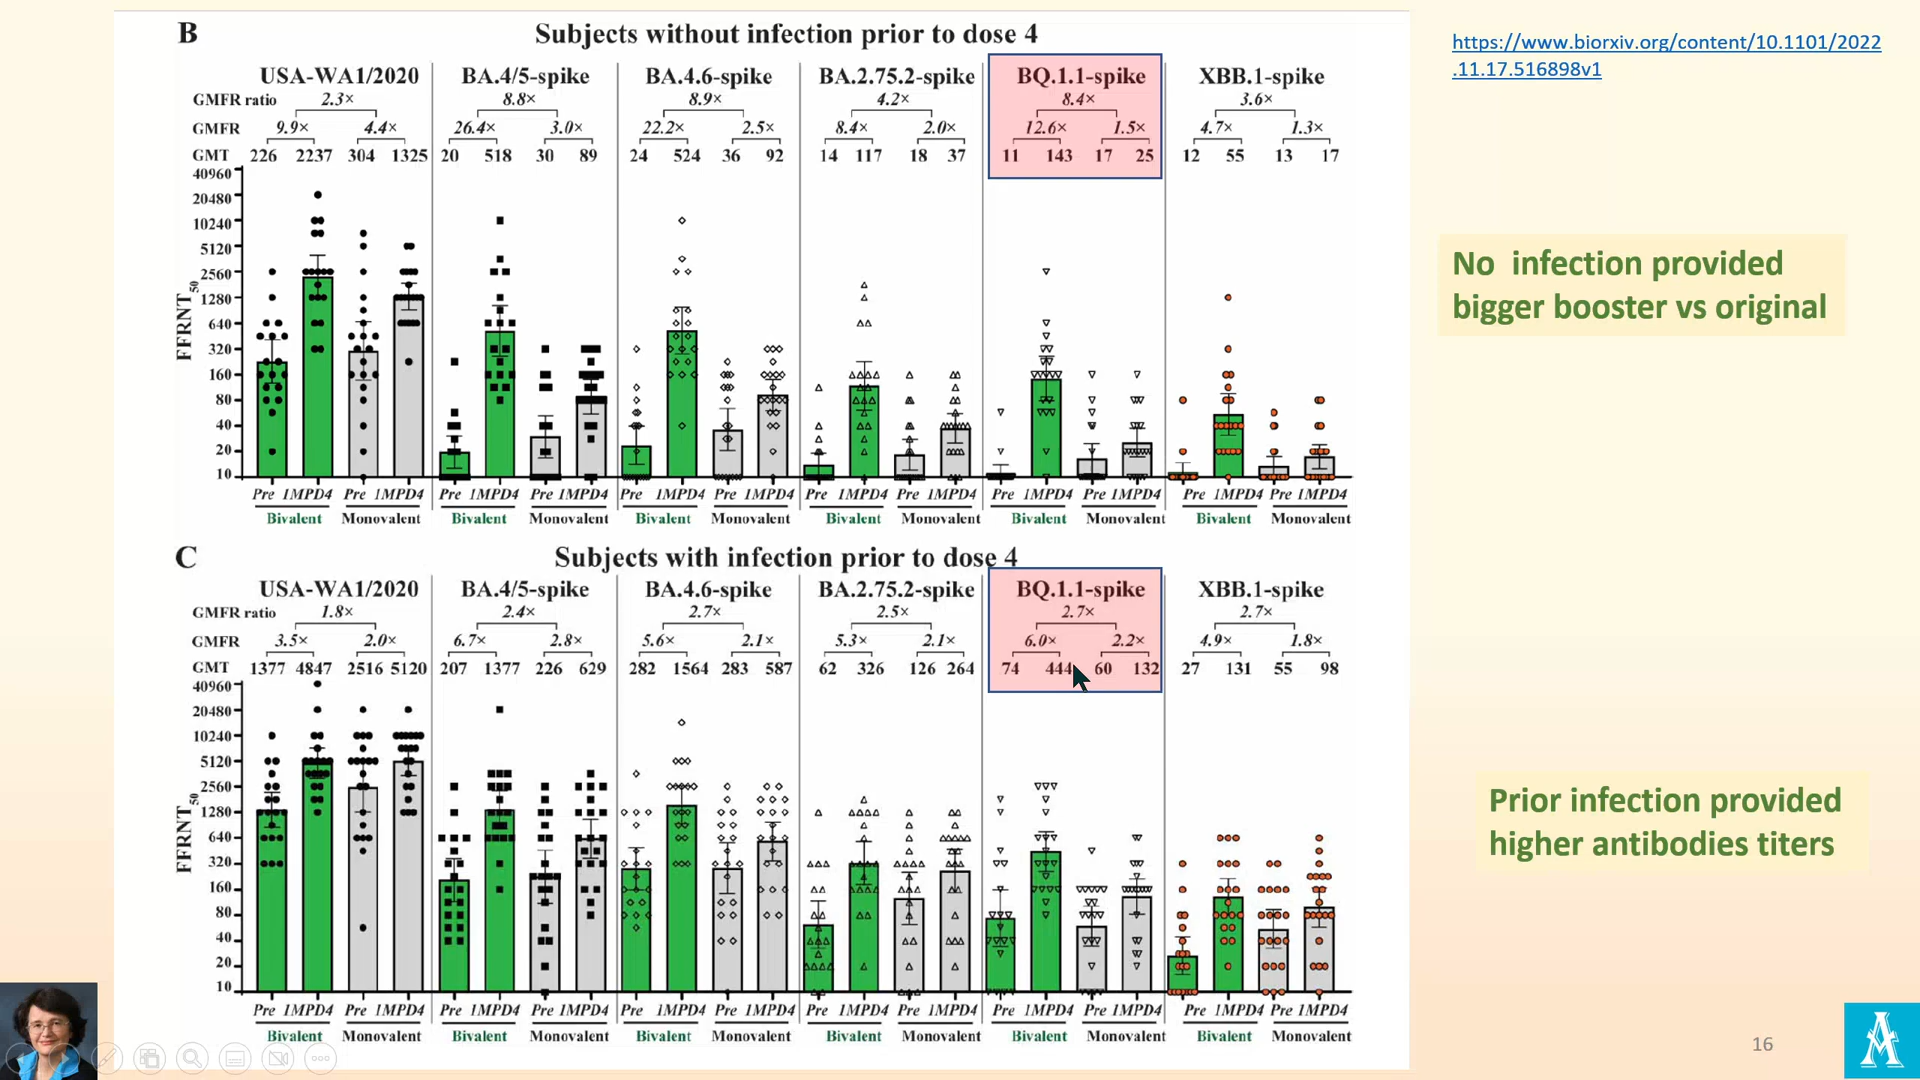 B
Subjects without infection prior to dose 4
USA-WA1/2020 BA.4/5-spike BA.4.6-spike BA.2.75.2-spike BQ.1.1-spike XBB.1-spike
GMFR ratio 2.3× 8.8× 8.9× 4.2× 8.4× 3.6×
GMFR 9.9× 4.4× 26.4× 3.0× 22.2× 2.5× 8.4× 2.0× 12.6× 1.5× 4.7× 1.3×
GMT 226 2237 304 1325 20 518 30 89 24 524 36 92 14 117 18 37 11 143 17 25 12 55 13 17
40960
20480
10240
5120
2560
1280
640
320
160
80
40
20
10
FFRNT50
Pre 1MPD4 Pre 1MPD4 Pre 1MPD4 Pre 1MPD4 Pre 1MPD4 Pre 1MPD4 Pre 1MPD4 Pre 1MPD4 Pre 1MPD4 Pre 1MPD4 Pre 1MPD4 Pre 1MPD4
Bivalent Monovalent Bivalent Monovalent Bivalent Monovalent Bivalent Monovalent Bivalent Monovalent Bivalent Monovalent
C
Subjects with infection prior to dose 4
USA-WA1/2020 BA.4/5-spike BA.4.6-spike BA.2.75.2-spike BQ.1.1-spike XBB.1-spike
GMFR ratio 1.8× 2.4× 2.7× 2.5× 2.7× 2.7×
GMFR 3.5× 2.0× 6.7× 2.8× 5.6× 2.1× 5.3× 2.1× 6.0× 2.2× 4.9× 1.8×
GMT 1377 4847 2516 5120 207 1377 226 629 282 1564 283 587 62 326 126 264 74 444 60 132 27 131 55 98
40960
20480
10240
5120
2560
1280
640
320
160
80
40
20
10
FFRNT50
Pre 1MPD4 Pre 1MPD4 Pre 1MPD4 Pre 1MPD4 Pre 1MPD4 Pre 1MPD4 Pre 1MPD4 Pre 1MPD4 Pre 1MPD4 Pre 1MPD4 Pre 1MPD4 Pre 1MPD4
Bivalent Monovalent Bivalent Monovalent Bivalent Monovalent Bivalent Monovalent Bivalent Monovalent Bivalent Monovalent
https://www.biorxiv.org/content/10.1101/2022
.11.17.516898v1
No infection provided
bigger booster vs original
Prior infection provided
higher antibodies titers
16
A